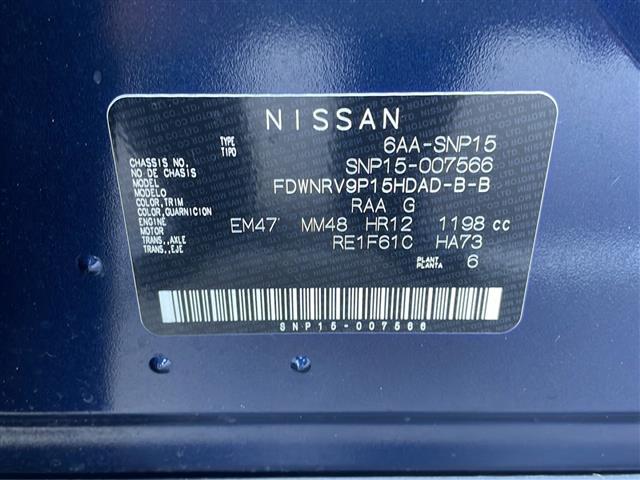 NISSAN
TYPE
TIPO
6AA-SNP15
CHASSIS NO.
NO DE CHASSIS
SNP15-007566
MODEL
MODELO
FDWNRV9P15HDAD-B-B
COLOR,TRIM
COLOR,GUARNICION
RAA G
ENGINE
MOTOR
EM47 MM48 HR12 1198 cc
TRANS.,AXLE
TRANS.,EJE
RE1F61C HA73
PLANT
PLANTA
6
SNP15-007566